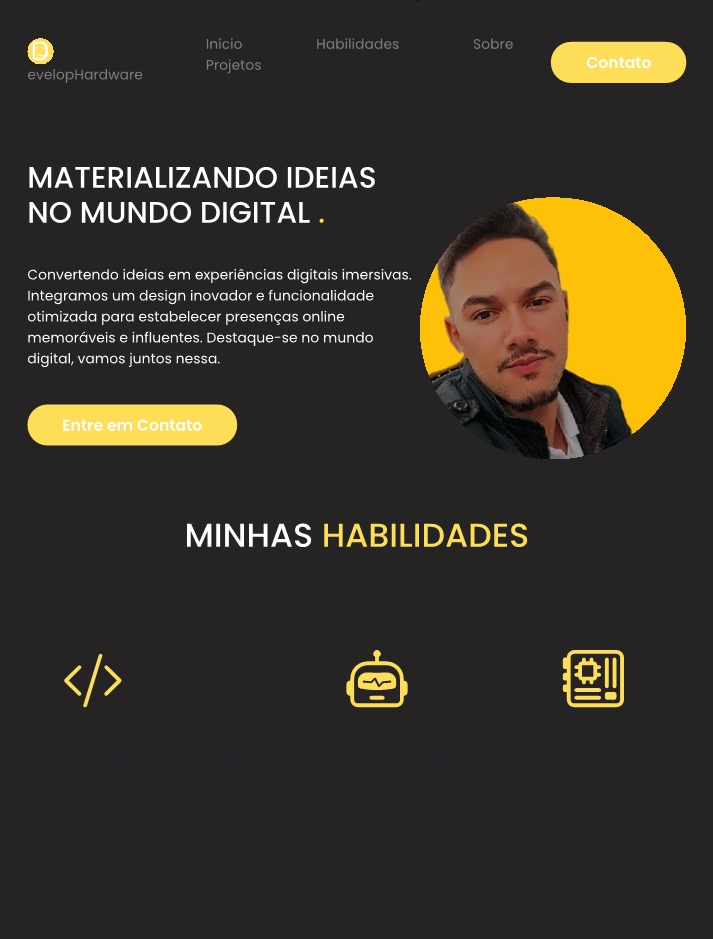 D
evelopHardware
Início
Habilidades
Sobre
Projetos
Contato
MATERIALIZANDO IDEIAS
NO MUNDO DIGITAL .
Convertendo ideias em experiências digitais imersivas.
Integramos um design inovador e funcionalidade
otimizada para estabelecer presenças online
memoráveis e influentes. Destaque-se no mundo
digital, vamos juntos nessa.
Entre em Contato
MINHAS HABILIDADES